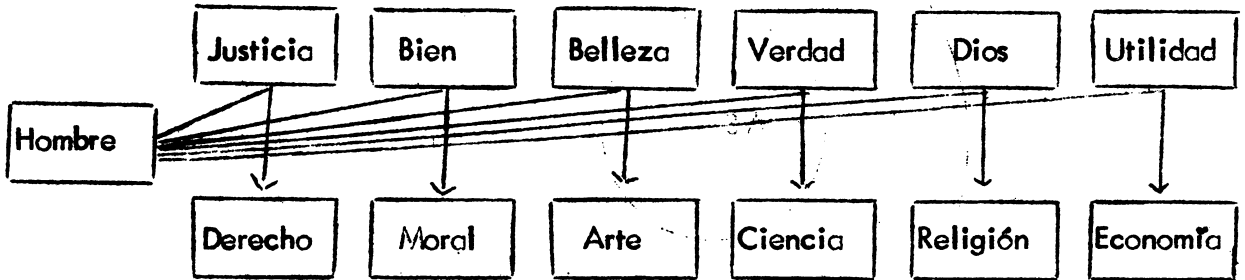 Justicia Bien Belleza Verdad Dios Utilidad
Hombre
Derecho Moral Arte Ciencia Religión Economía